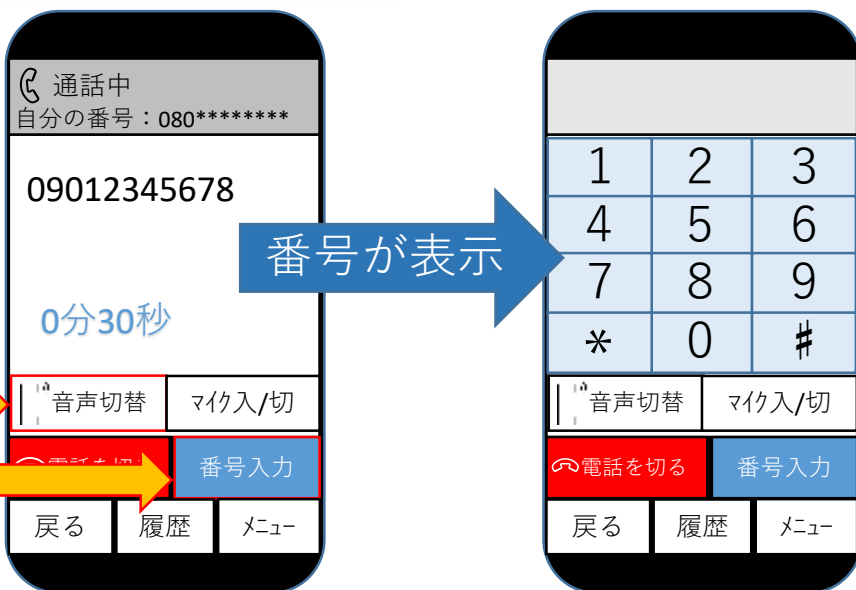 通話中
自分の番号：080********
09012345678
0分30秒
音声切替 ﾏｲｸ入/切
番号入力
戻る 履歴 ﾒﾆｭｰ
番号が表示
1 2 3
4 5 6
7 8 9
* 0 #
音声切替 ﾏｲｸ入/切
電話を切る 番号入力
戻る 履歴 ﾒﾆｭｰ